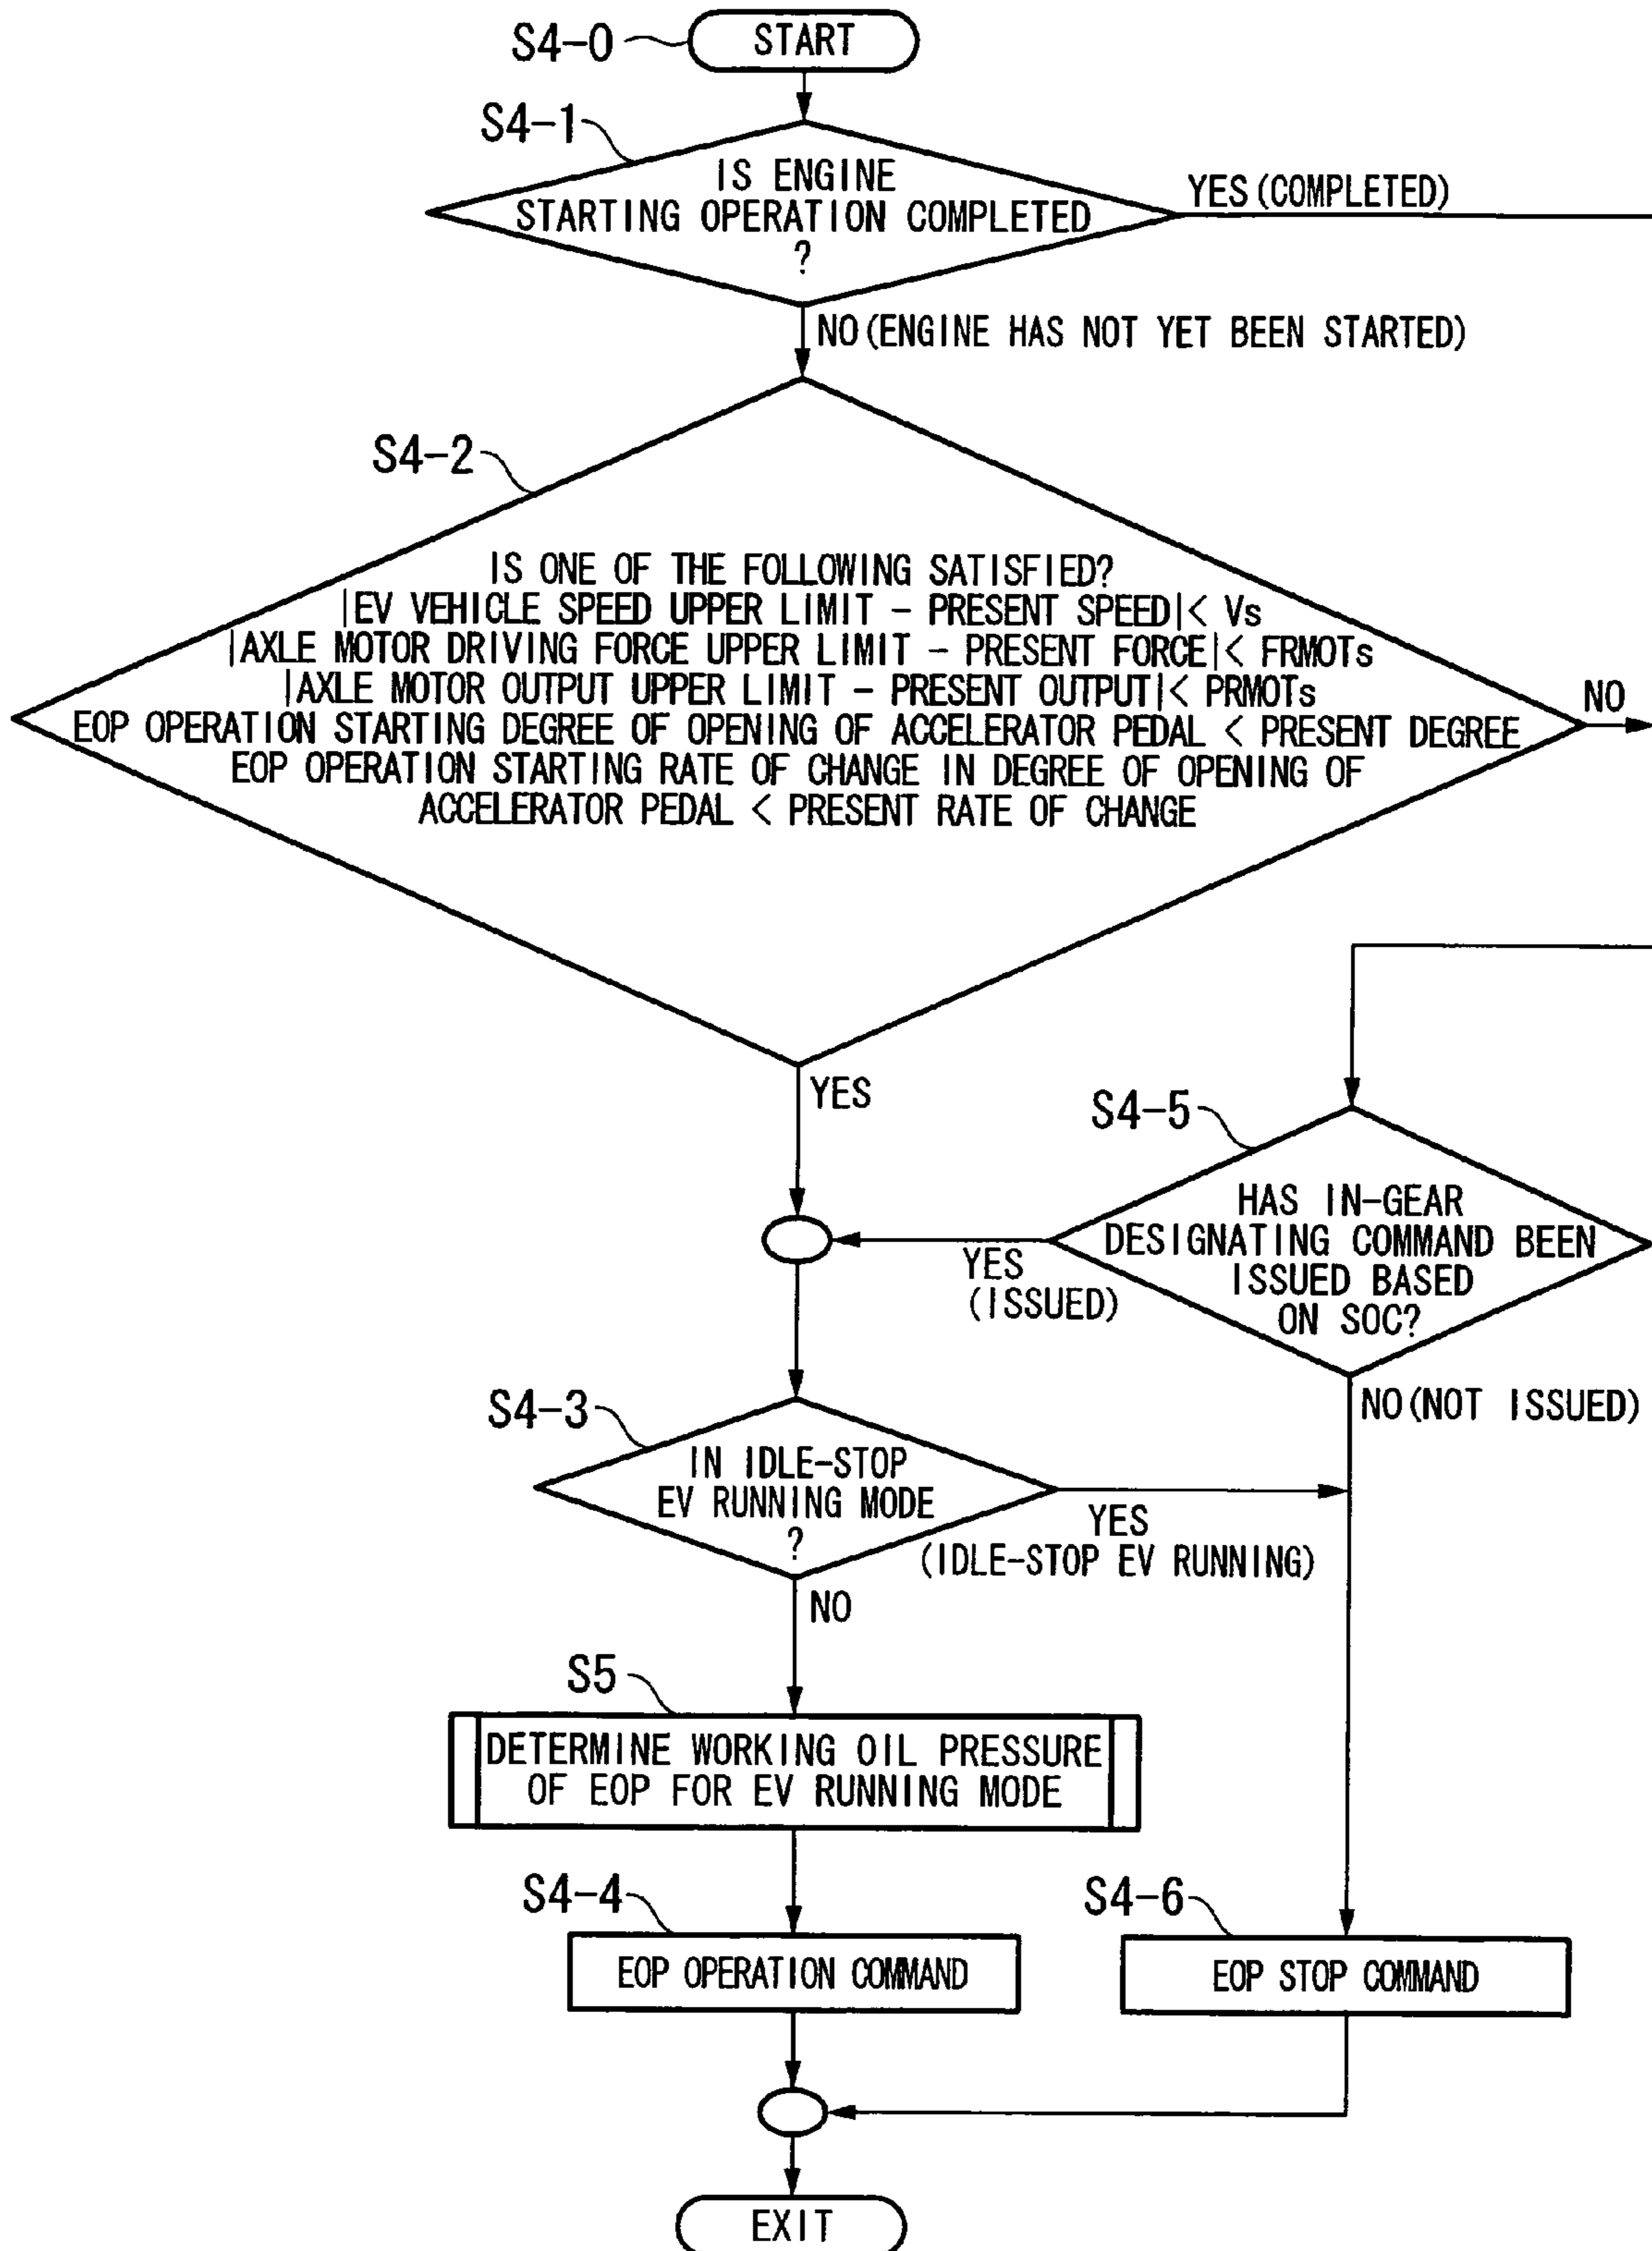 S4-0
START
S4-1
IS ENGINE
STARTING OPERATION COMPLETED
?
YES (COMPLETED)
NO (ENGINE HAS NOT YET BEEN STARTED)
S4-2
IS ONE OF THE FOLLOWING SATISFIED?
|EV VEHICLE SPEED UPPER LIMIT - PRESENT SPEED|< Vs
|AXLE MOTOR DRIVING FORCE UPPER LIMIT - PRESENT FORCE|< FRMOTs
|AXLE MOTOR OUTPUT UPPER LIMIT - PRESENT OUTPUT|< PRMOTs
EOP OPERATION STARTING DEGREE OF OPENING OF ACCELERATOR PEDAL < PRESENT DEGREE
EOP OPERATION STARTING RATE OF CHANGE IN DEGREE OF OPENING OF
ACCELERATOR PEDAL < PRESENT RATE OF CHANGE
NO
YES
S4-5
HAS IN-GEAR
DESIGNATING COMMAND BEEN
ISSUED BASED
ON SOC?
YES
(ISSUED)
NO (NOT ISSUED)
S4-3
IN IDLE-STOP
EV RUNNING MODE
?
YES
(IDLE-STOP EV RUNNING)
NO
S5
DETERMINE WORKING OIL PRESSURE
OF EOP FOR EV RUNNING MODE
S4-4
EOP OPERATION COMMAND
S4-6
EOP STOP COMMAND
EXIT